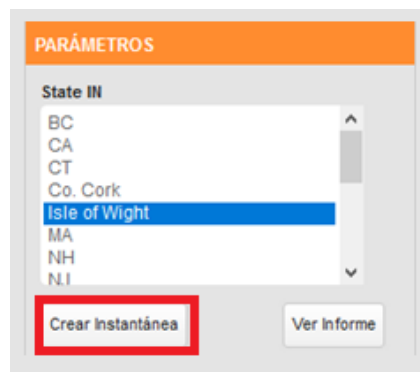 PARÁMETROS
State IN
BC
CA
CT
Co. Cork
Isle of Wight
MA
NH
NJ
Crear Instantánea Ver Informe